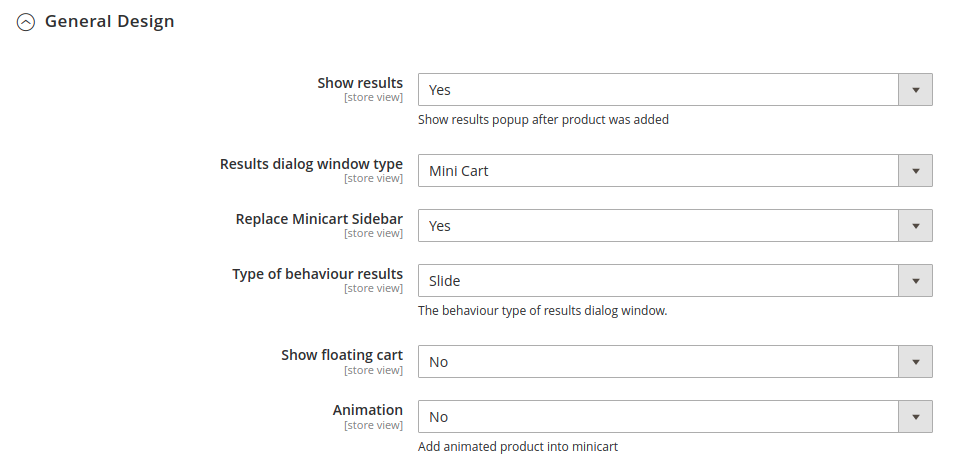 General Design
Show results
[store view]
Yes
Show results popup after product was added
Results dialog window type
[store view]
Mini Cart
Replace Minicart Sidebar
[store view]
Yes
Type of behaviour results
[store view]
Slide
The behaviour type of results dialog window.
Show floating cart
[store view]
No
Animation
[store view]
No
Add animated product into minicart